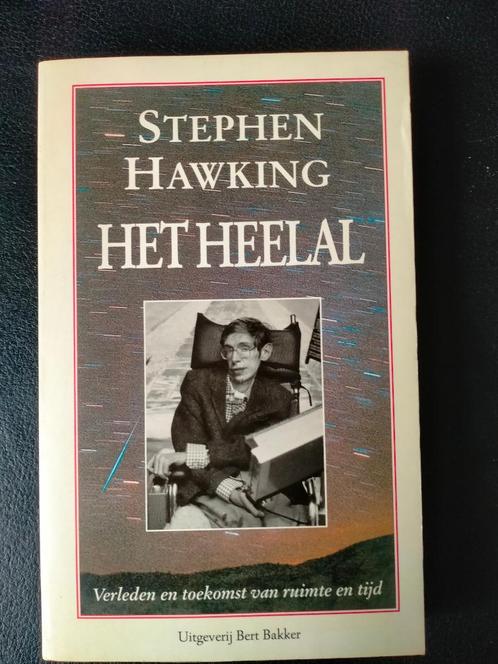 STEPHEN
HAWKING
HET HEELAL
Verleden en toekomst van ruimte en tijd
Uitgeverij Bert Bakker